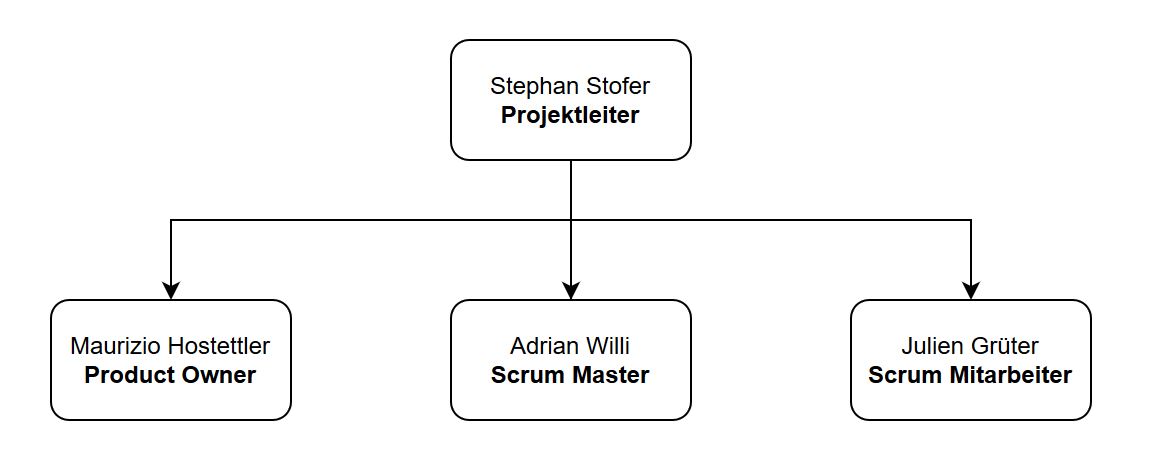 Stephan Stofer
Projektleiter
Maurizio Hostettler
Product Owner
Adrian Willi
Scrum Master
Julien Grüter
Scrum Mitarbeiter